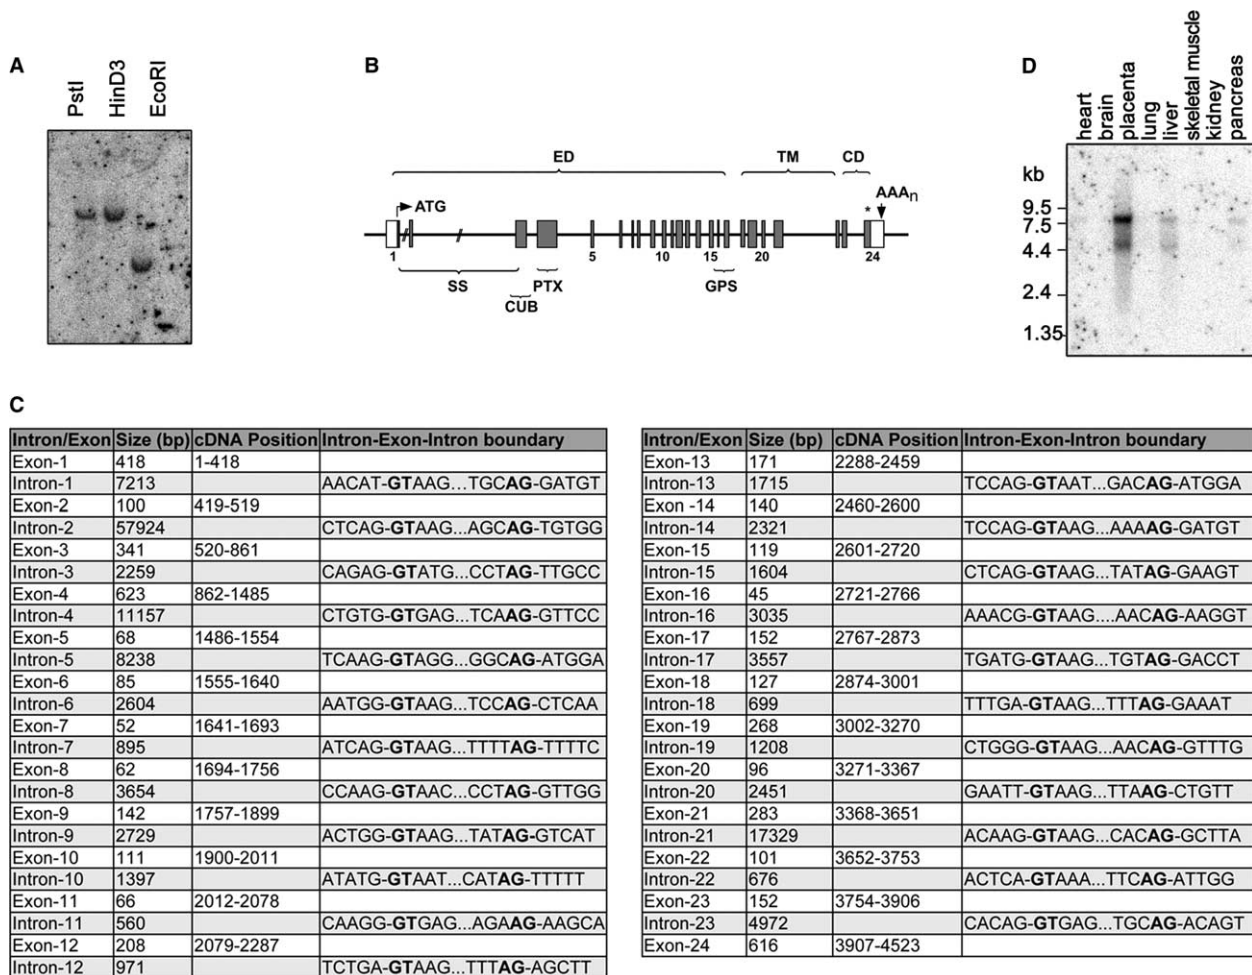 A
PstI
HinD3
EcoRI
B
ED
TM
CD
ATG
*
AAAn
1
5
10
15
20
24
SS
CUB
PTX
GPS
D
heart
brain
placenta
lung
liver
skeletal muscle
kidney
pancreas
kb
9.5
7.5
4.4
2.4
1.35
C
Intron/Exon Size (bp) cDNA Position Intron-Exon-Intron boundary
Exon-1 418 1-418
Intron-1 7213 AACAT-GTAAG...TGCAG-GATGT
Exon-2 100 419-519
Intron-2 57924 CTCAG-GTAAG...AGCAG-TGTGG
Exon-3 341 520-861
Intron-3 2259 CAGAG-GTATG...CCTAG-TTGCC
Exon-4 623 862-1485
Intron-4 11157 CTGTG-GTGAG...TCAAG-GTTCC
Exon-5 68 1486-1554
Intron-5 8238 TCAAG-GTAGG...GGCAG-ATGGA
Exon-6 85 1555-1640
Intron-6 2604 AATGG-GTAAG...TCCAG-CTCAA
Exon-7 52 1641-1693
Intron-7 895 ATCAG-GTAAG...TTTTAG-TTTTC
Exon-8 62 1694-1756
Intron-8 3654 CCAAG-GTAAC...CCTAG-GTTGG
Exon-9 142 1757-1899
Intron-9 2729 ACTGG-GTAAG...TATAG-GTCAT
Exon-10 111 1900-2011
Intron-10 1397 ATATG-GTAAT...CATAG-TTTTT
Exon-11 66 2012-2078
Intron-11 560 CAAGG-GTGAG...AGAAG-AAGCA
Exon-12 208 2079-2287
Intron-12 971 TCTGA-GTAAG...TTTAG-AGCTT
Intron/Exon Size (bp) cDNA Position Intron-Exon-Intron boundary
Exon-13 171 2288-2459
Intron-13 1715 TCCAG-GTAAT...GACAG-ATGGA
Exon -14 140 2460-2600
Intron-14 2321 TCCAG-GTAAG...AAAAG-GATGT
Exon-15 119 2601-2720
Intron-15 1604 CTCAG-GTAAG...TATAG-GAAGT
Exon-16 45 2721-2766
Intron-16 3035 AAACG-GTAAG....AACAG-AAGGT
Exon-17 152 2767-2873
Intron-17 3557 TGATG-GTAAG...TGTAG-GACCT
Exon-18 127 2874-3001
Intron-18 699 TTTGA-GTAAG...TTTAG-GAAAT
Exon-19 268 3002-3270
Intron-19 1208 CTGGG-GTAAG...AACAG-GTTTG
Exon-20 96 3271-3367
Intron-20 2451 GAATT-GTAAG...TTAAG-CTGTT
Exon-21 283 3368-3651
Intron-21 17329 ACAAG-GTAAG...CACAG-GCTTA
Exon-22 101 3652-3753
Intron-22 676 ACTCA-GTAAA...TTCAG-ATTGG
Exon-23 152 3754-3906
Intron-23 4972 CACAG-GTGAG...TGCAG-ACAGT
Exon-24 616 3907-4523